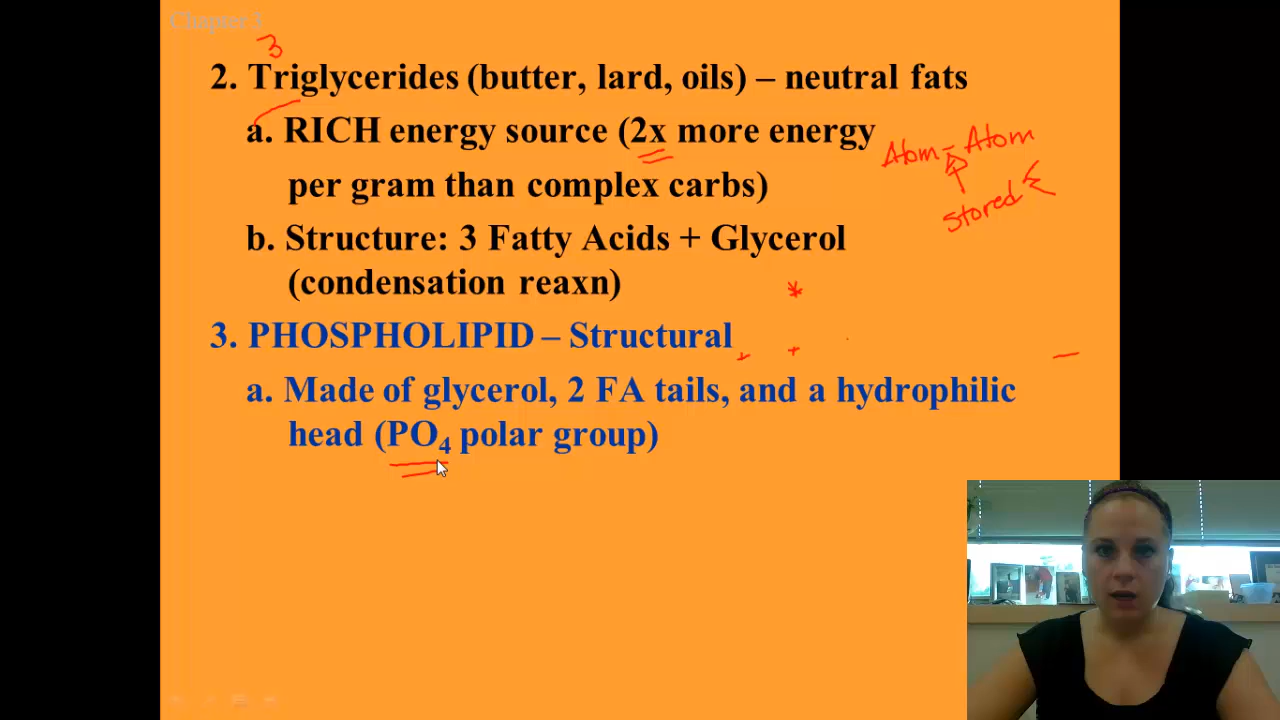 Chapter 3
3
2. Triglycerides (butter, lard, oils) – neutral fats
a. RICH energy source (2x more energy
per gram than complex carbs)
Atom - Atom
stored E
b. Structure: 3 Fatty Acids + Glycerol
(condensation reaxn)
*
3. PHOSPHOLIPID – Structural
+ + –
a. Made of glycerol, 2 FA tails, and a hydrophilic
head (PO4 polar group)